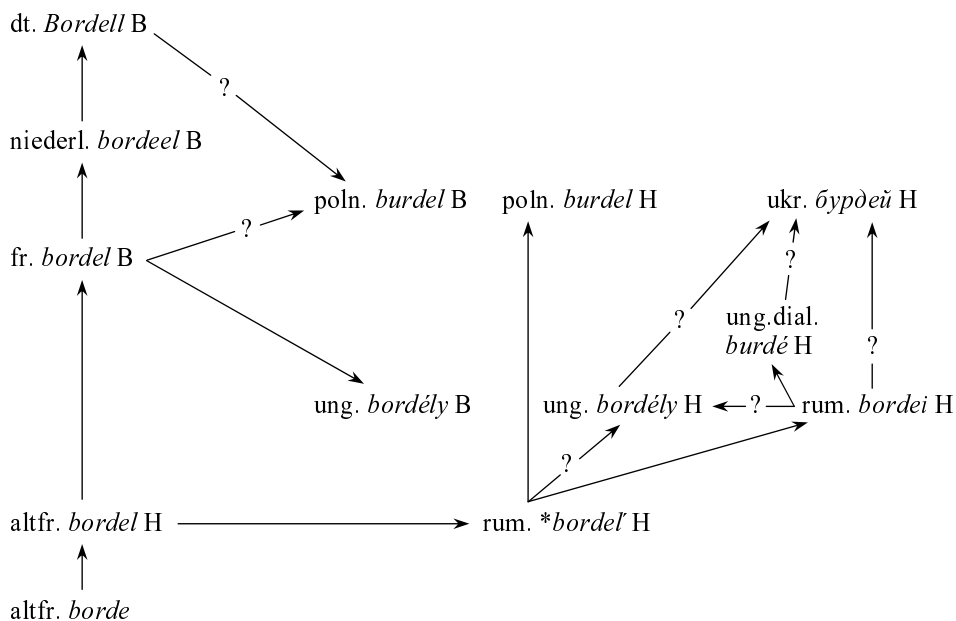 dt. Bordell B
?
niederl. bordeel B
poln. burdel B
poln. burdel H
ukr. бурдей H
?
fr. bordel B
?
?
ung.dial.
burdé H
?
ung. bordély B
ung. bordély H
?
rum. bordei H
?
altfr. bordel H
rum. *bordeľ H
altfr. borde